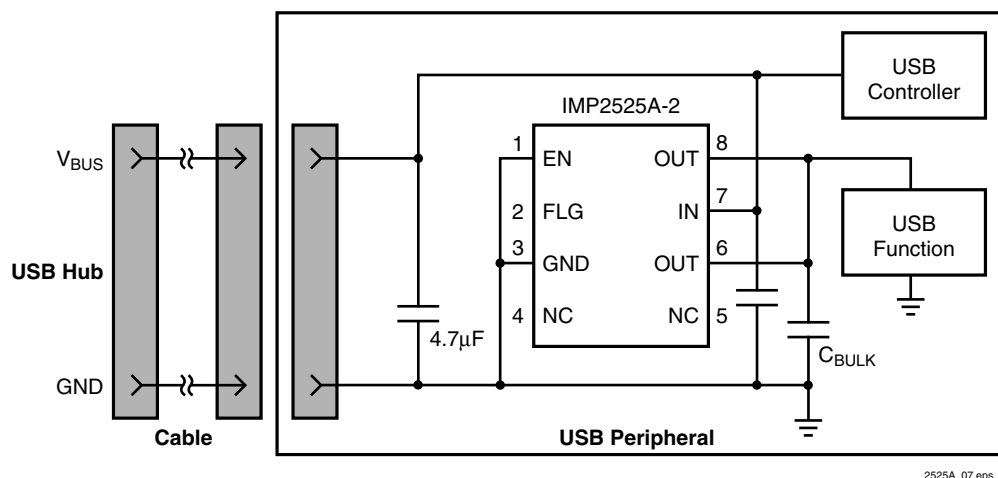 USB
Controller
IMP2525A-2
1
EN
OUT
8
V_BUS
2
FLG
IN
7
USB
Function
USB Hub
3
GND
OUT
6
4
NC
NC
5
4.7µF
C_BULK
GND
Cable
USB Peripheral
2525A_07.eps